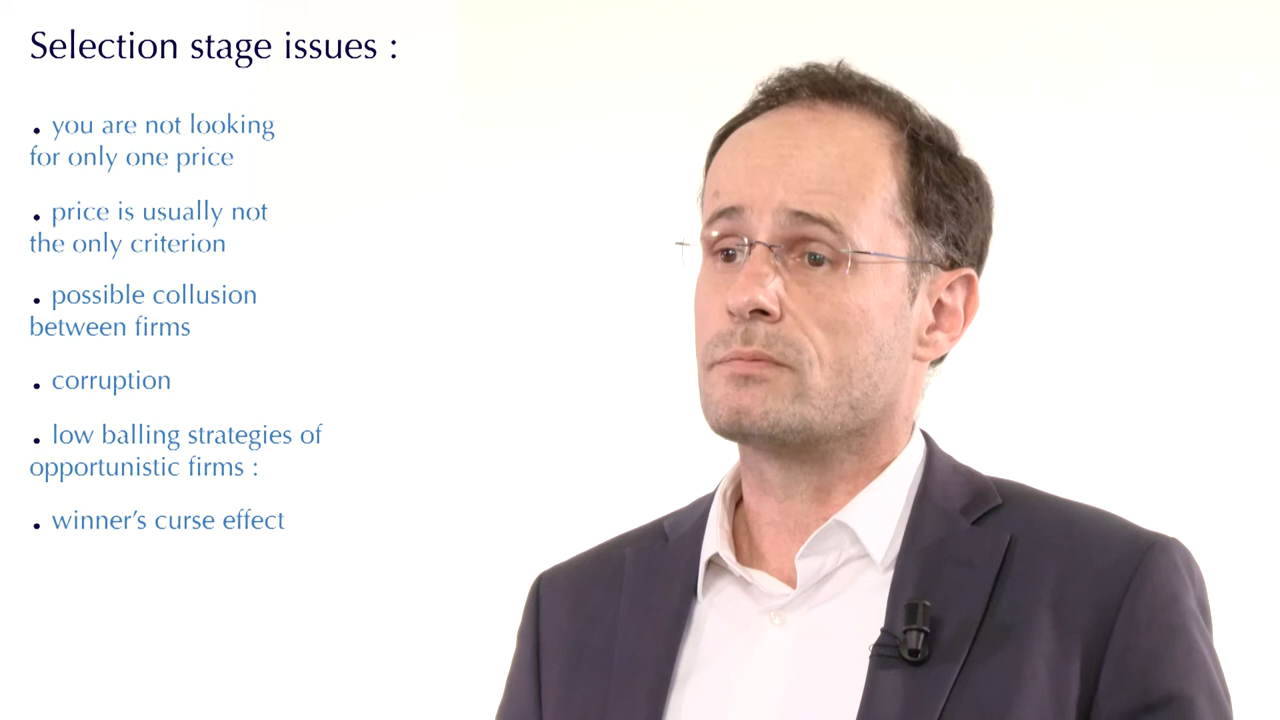 Selection stage issues :
. you are not looking
for only one price
. price is usually not
the only criterion
. possible collusion
between firms
. corruption
. low balling strategies of
opportunistic firms :
. winner's curse effect